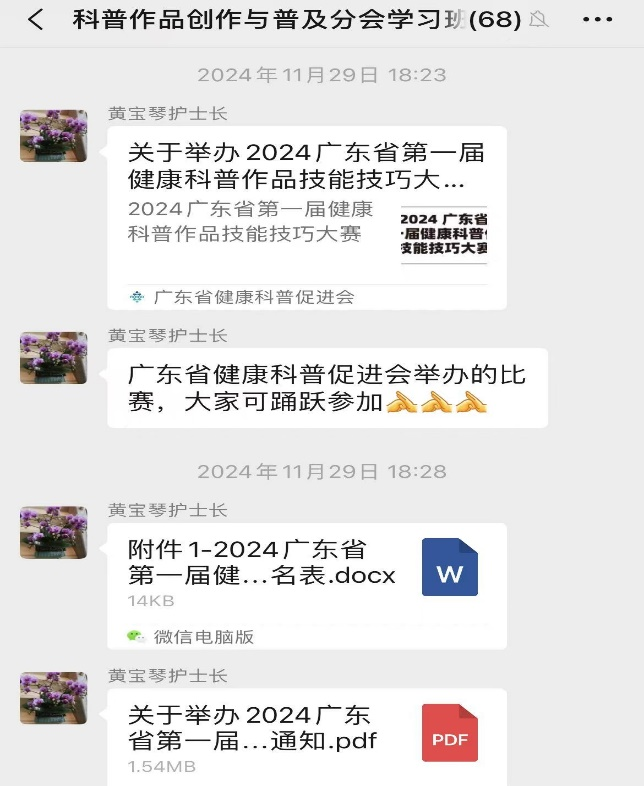 科普作品创作与普及分会学习班(68)
2024年11月29日 18:23
黄宝琴护士长
关于举办2024广东省第一届
健康科普作品技能技巧大...
2024广东省第一届健康
科普作品技能技巧大赛
2024 广东省
届健康科普
技能技巧大赛
广东省健康科普促进会
黄宝琴护士长
广东省健康科普促进会举办的比
赛，大家可踊跃参加
2024年11月29日 18:28
黄宝琴护士长
附件1-2024广东省
第一届健...名表.docx
W
14KB
微信电脑版
黄宝琴护士长
关于举办2024广东
省第一届...通知.pdf
PDF
1.54MB